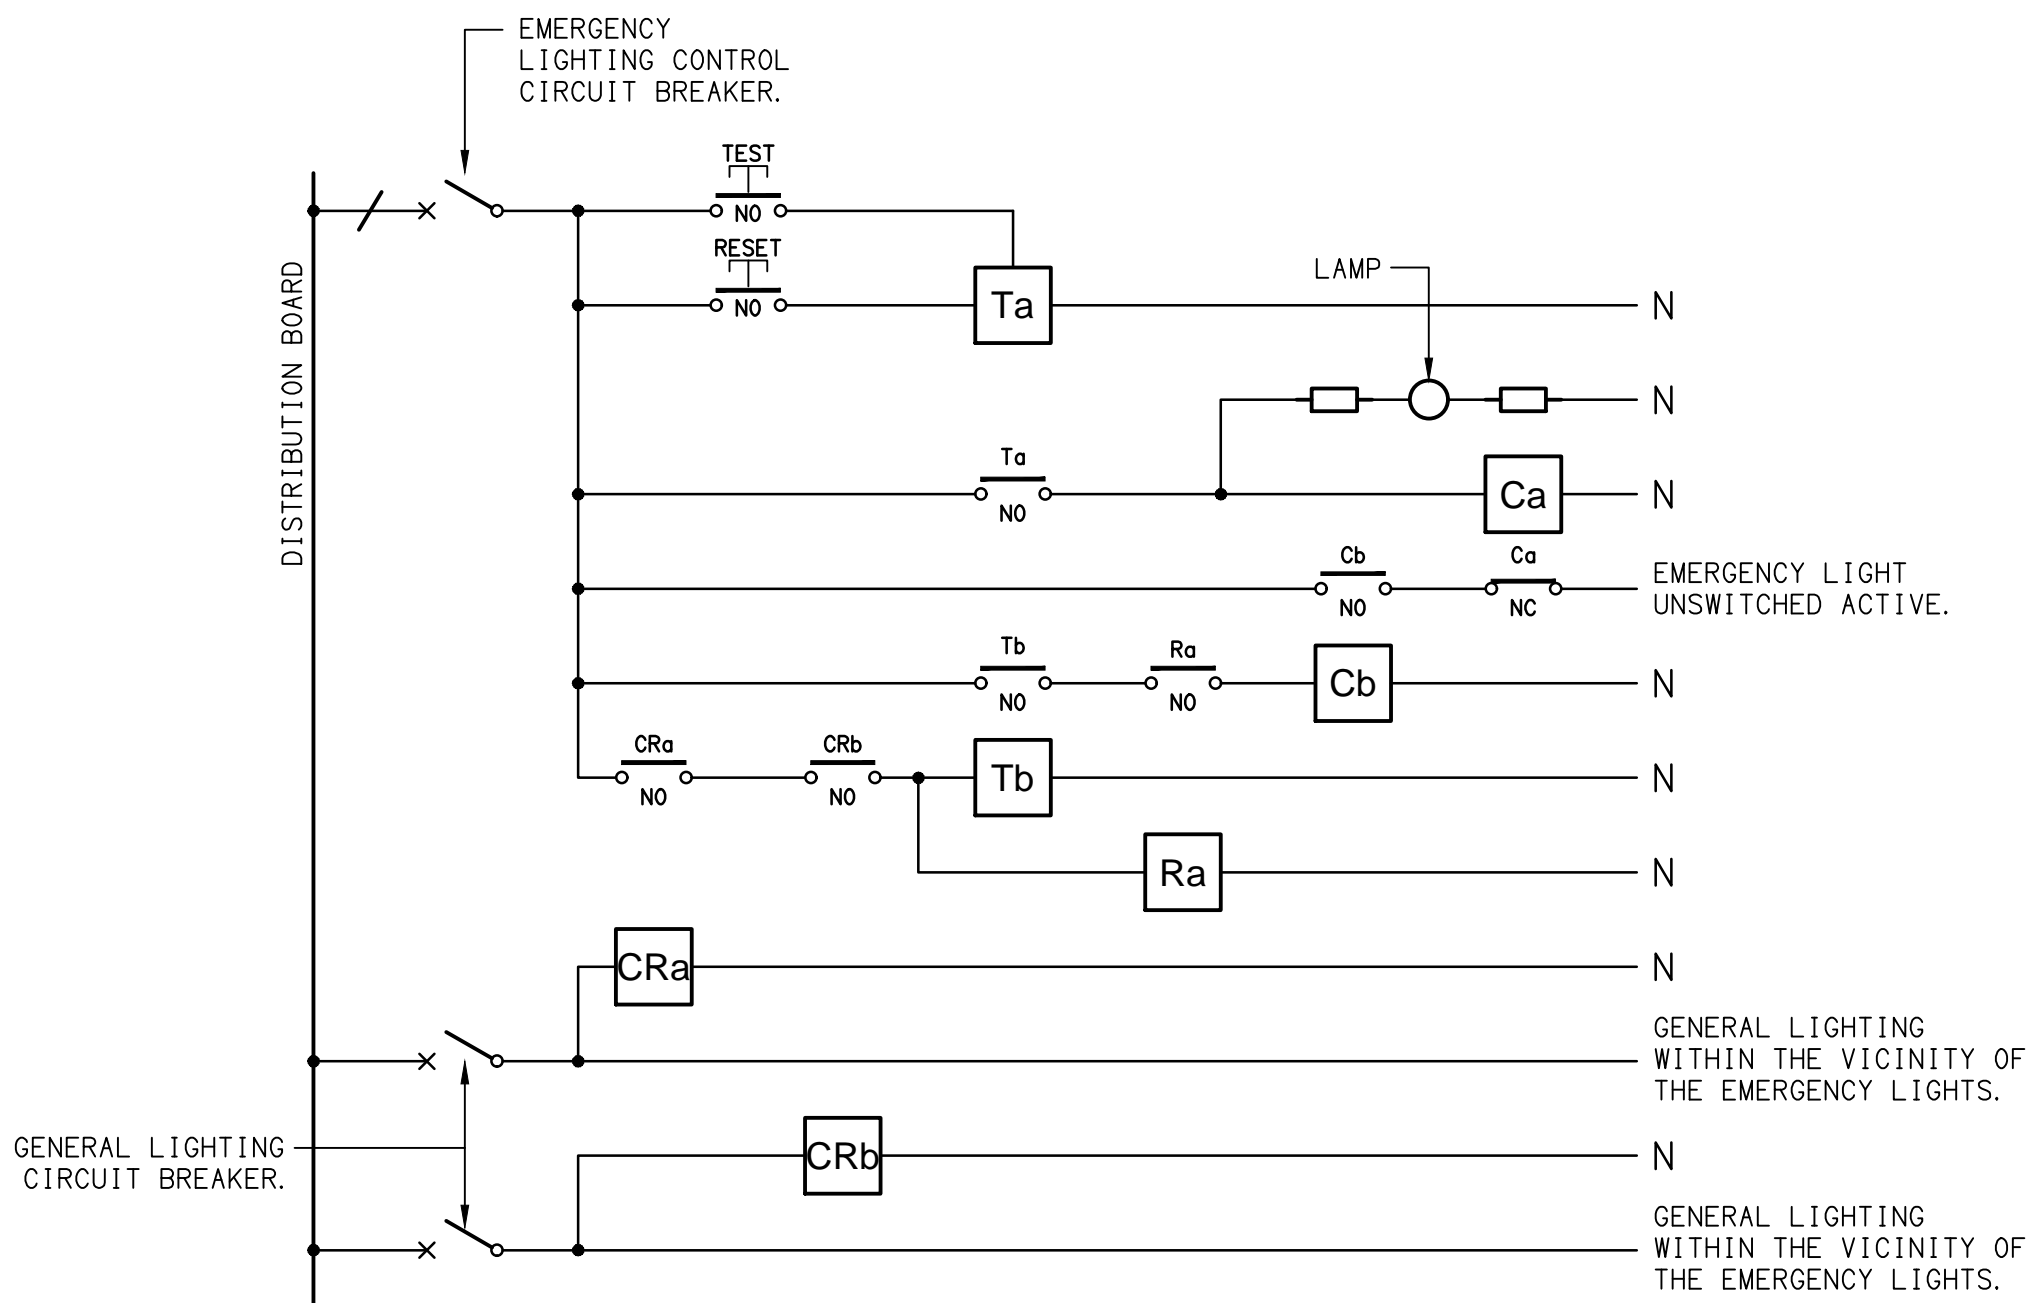 EMERGENCY
LIGHTING CONTROL
CIRCUIT BREAKER.
TEST
NO
RESET
NO
Ta
N
LAMP
N
DISTRIBUTION BOARD
Ta
NO
Ca
N
Cb
NO
Ca
NC
EMERGENCY LIGHT
UNSWITCHED ACTIVE.
Tb
NO
Ra
NO
Cb
N
CRa
NO
CRb
NO
Tb
N
Ra
N
CRa
N
GENERAL LIGHTING
WITHIN THE VICINITY OF
THE EMERGENCY LIGHTS.
GENERAL LIGHTING
CIRCUIT BREAKER.
CRb
N
GENERAL LIGHTING
WITHIN THE VICINITY OF
THE EMERGENCY LIGHTS.